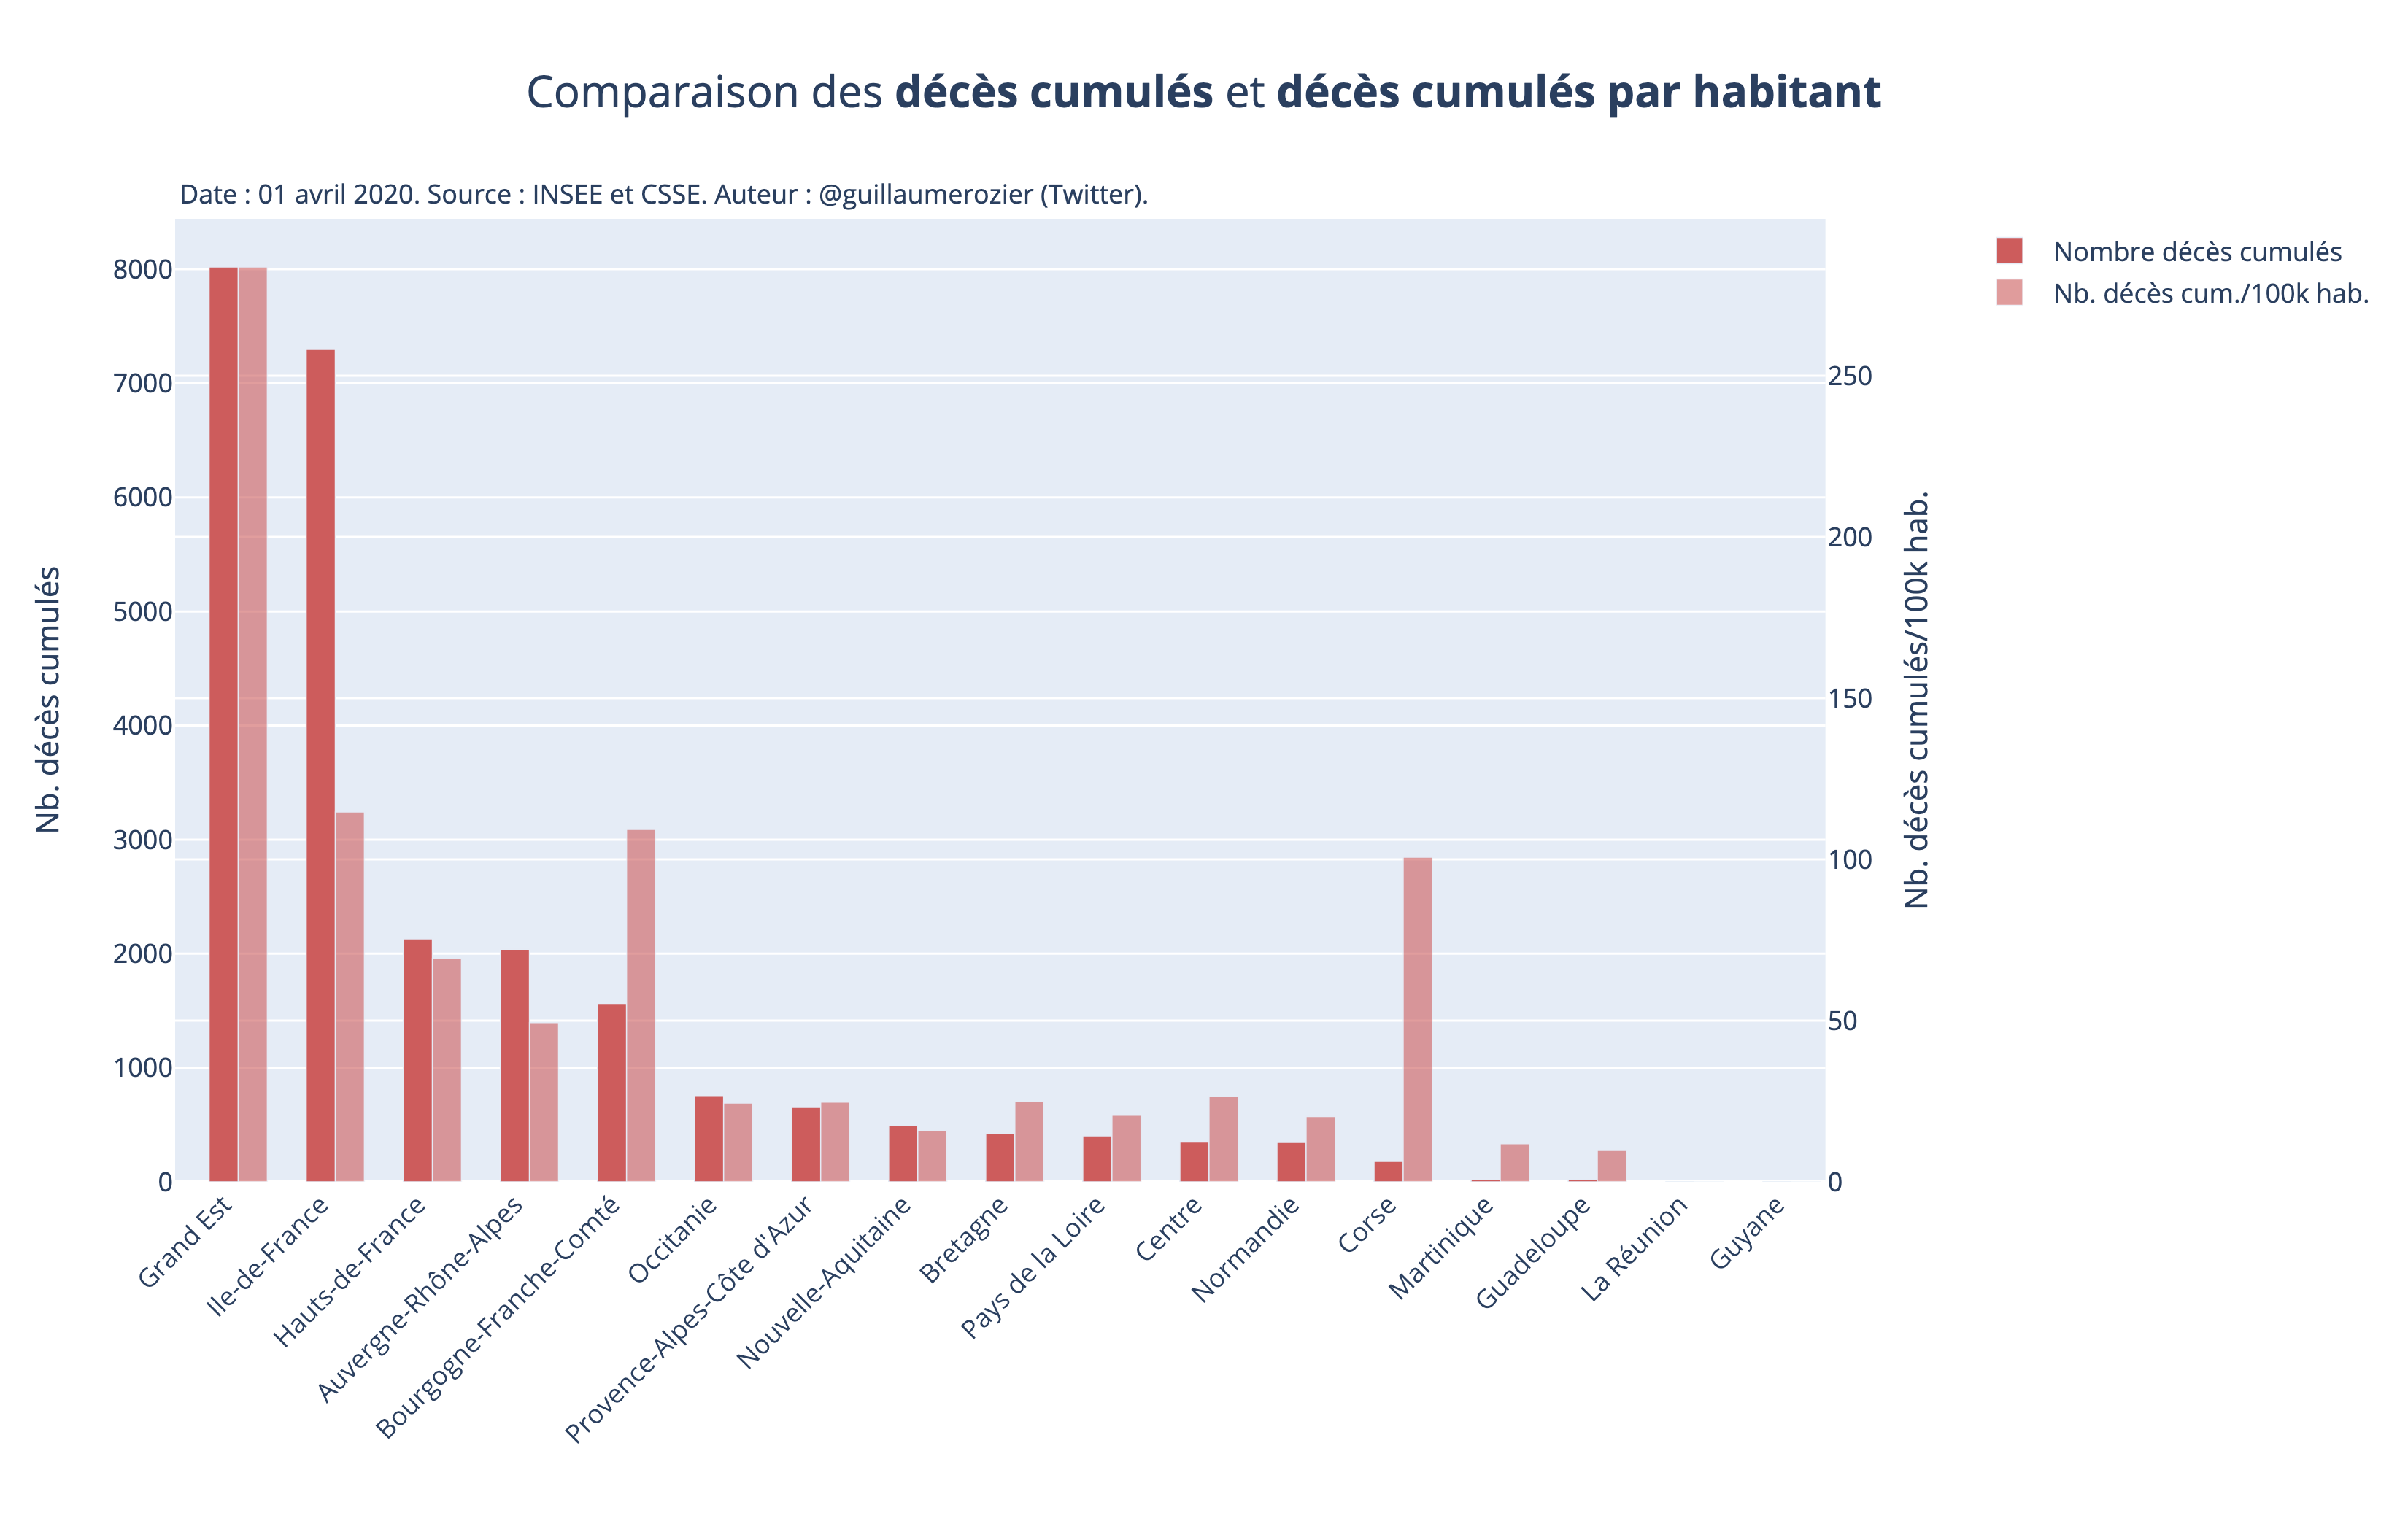 Comparaison des décès cumulés et décès cumulés par habitant
Date : 01 avril 2020. Source : INSEE et CSSE. Auteur : @guillaumerozier (Twitter).
Nombre décès cumulés
Nb. décès cum./100k hab.
Nb. décès cumulés
8000
7000
6000
5000
4000
3000
2000
1000
0
250
200
150
100
50
0
Nb. décès cumulés/100k hab.
Grand Est
Ile-de-France
Hauts-de-France
Auvergne-Rhône-Alpes
Bourgogne-Franche-Comté
Occitanie
Provence-Alpes-Côte d'Azur
Nouvelle-Aquitaine
Bretagne
Pays de la Loire
Centre
Normandie
Corse
Martinique
Guadeloupe
La Réunion
Guyane